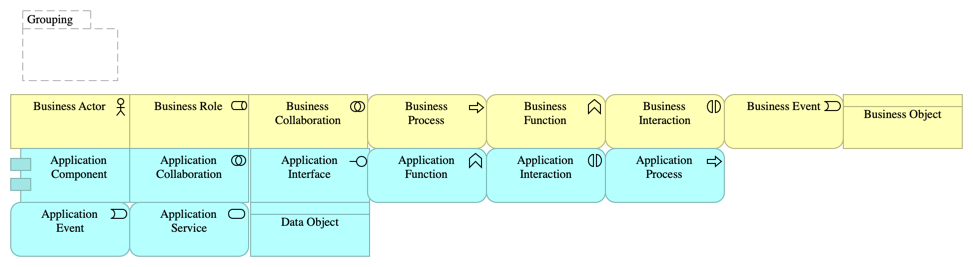 Grouping
Business Actor
Business Role
Business
Collaboration
Business
Process
Business
Function
Business
Interaction
Business Event
Business Object
Application
Component
Application
Collaboration
Application
Interface
Application
Function
Application
Interaction
Application
Process
Application
Event
Application
Service
Data Object